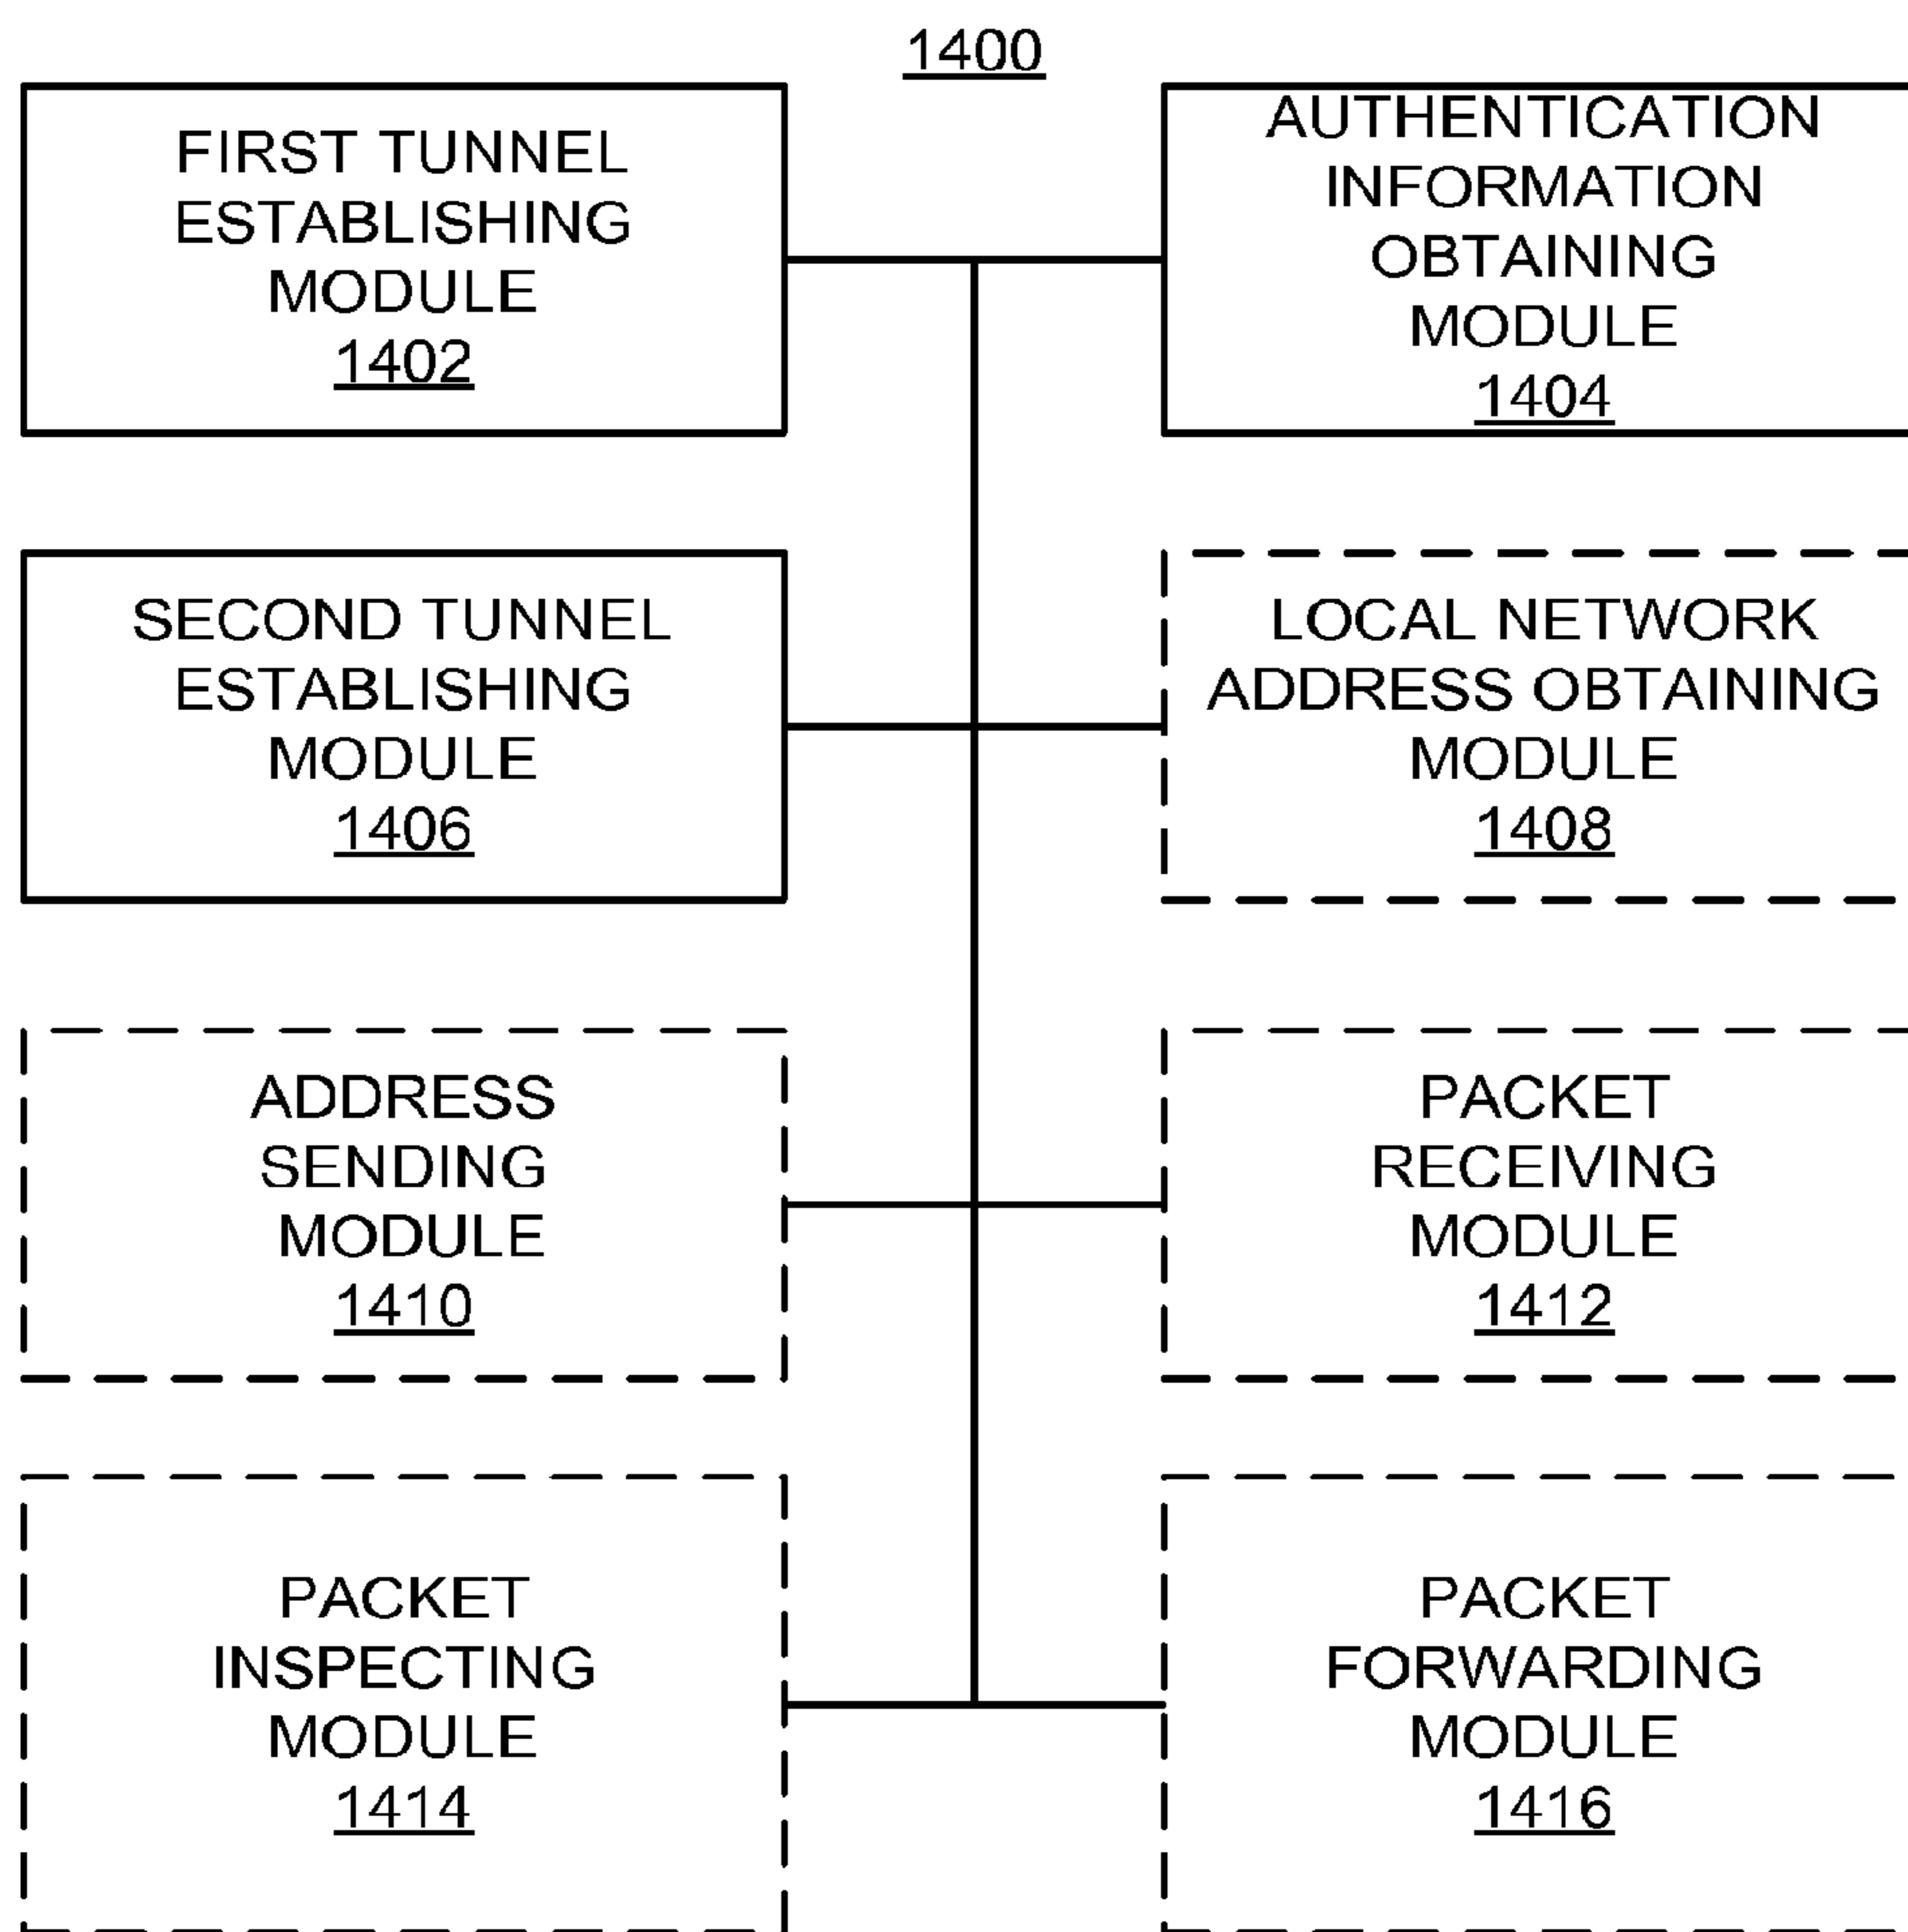 1400
FIRST TUNNEL
ESTABLISHING
MODULE
1402
AUTHENTICATION
INFORMATION
OBTAINING
MODULE
1404
SECOND TUNNEL
ESTABLISHING
MODULE
1406
LOCAL NETWORK
ADDRESS OBTAINING
MODULE
1408
ADDRESS
SENDING
MODULE
1410
PACKET
RECEIVING
MODULE
1412
PACKET
INSPECTING
MODULE
1414
PACKET
FORWARDING
MODULE
1416